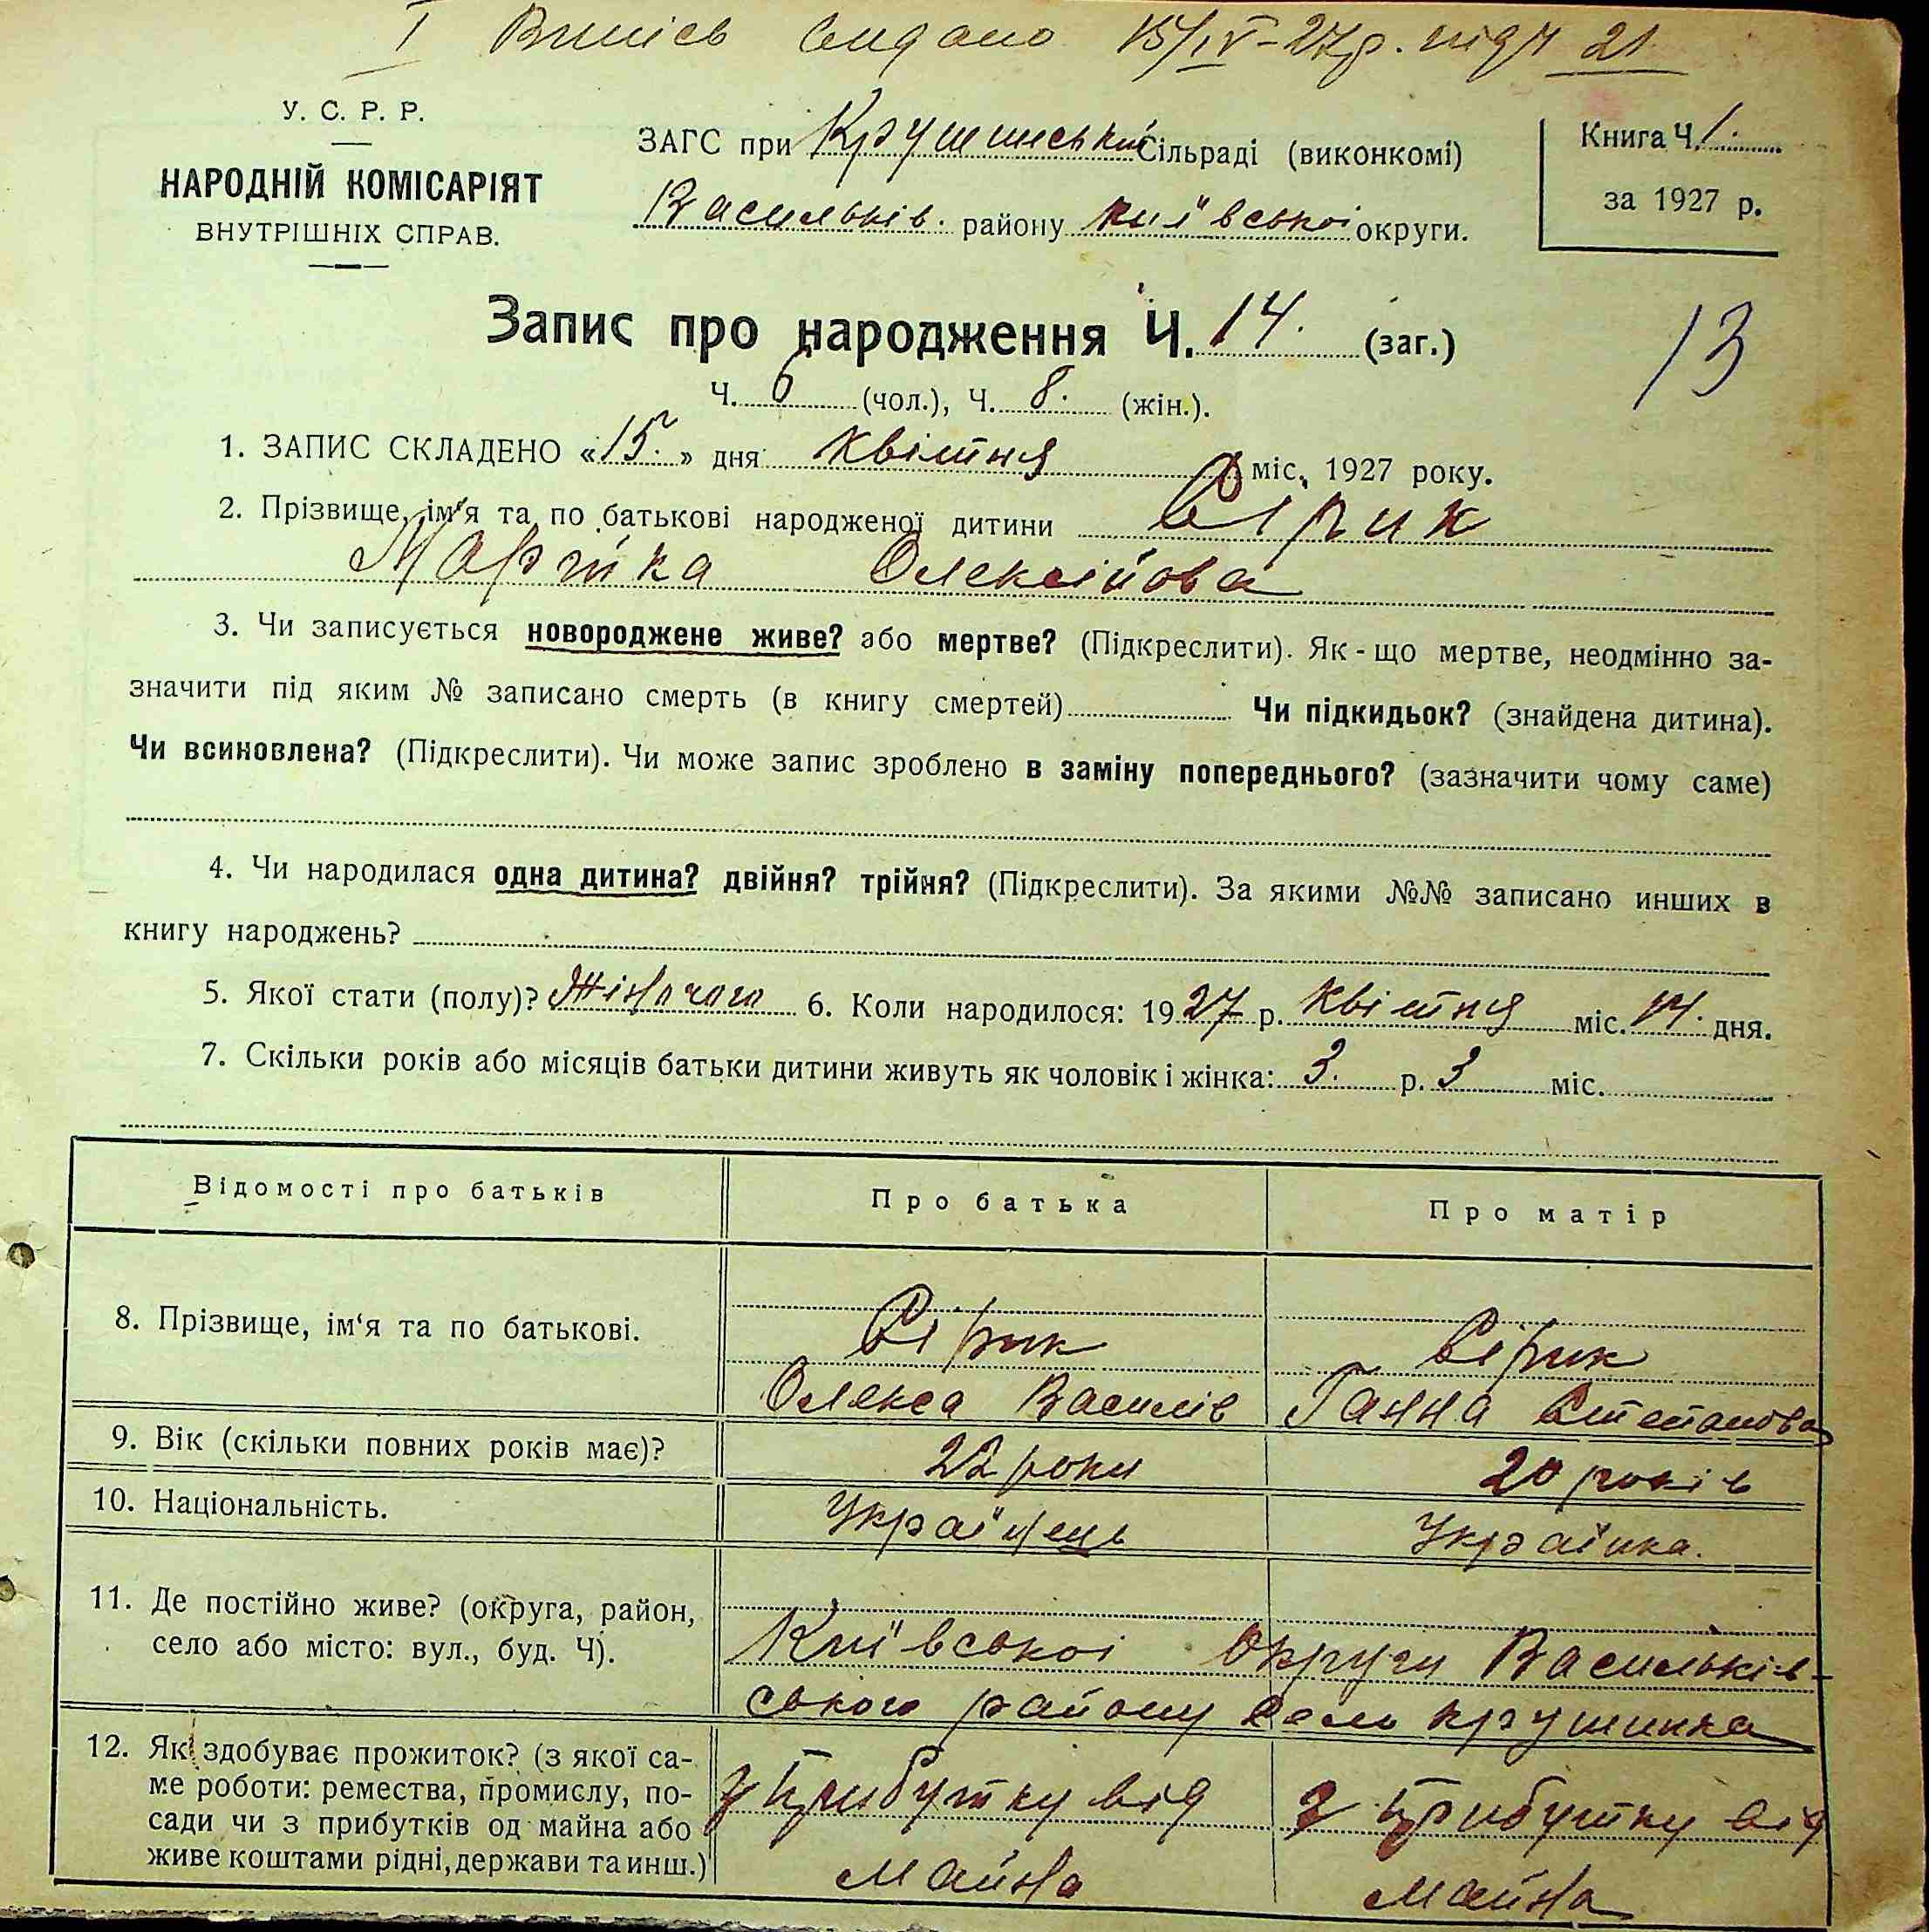 I Випись видано 15/IV-27р. під Ч 21
У. С. Р. Р.
НАРОДНІЙ КОМІСАРІЯТ
ВНУТРІШНІХ СПРАВ.
ЗАГС при Крушинській Сільраді (виконкомі)
Васильків. району київської округи.
Книга Ч. 1.
за 1927 р.
Запис про народження Ч. 14. (заг.)
13
Ч. 6 (чол.), Ч. 8. (жін.).
1. ЗАПИС СКЛАДЕНО «15.» дня квітня міс, 1927 року.
2. Прізвище, ім'я та по батькові народженої дитини Сірик
Марійка Олексійова
3. Чи записується новороджене живе? або мертве? (Підкреслити). Як-що мертве, неодмінно за-
значити під яким № записано смерть (в книгу смертей) Чи підкидьок? (знайдена дитина).
Чи всиновлена? (Підкреслити). Чи може запис зроблено в заміну попереднього? (зазначити чому саме)
4. Чи народилася одна дитина? двійня? трійня? (Підкреслити). За якими №№ записано инших в
книгу народжень?
5. Якої стати (полу)? Жіночого 6. Коли народилося: 1927 р. квітня міс. 14. дня.
7. Скільки років або місяців батьки дитини живуть як чоловік і жінка: 3. р. 3 міс.
Відомості про батьків
Про батька
Про матір
8. Прізвище, ім'я та по батькові.
Сірик
Олекса Василів
Сірик
Ганна Степанова
9. Вік (скільки повних років має)?
22 роки
20 років
10. Національність.
Українець
Українка.
11. Де постійно живе? (округа, район,
село або місто: вул., буд. Ч).
Київської округи Васильків-
ського району село крушинка
12. Як здобуває прожиток? (з якої са-
ме роботи: ремества, промислу, по-
сади чи з прибутків од майна або
живе коштами рідні, держави та инш.)
з прибутку від
майна
з прибутку від
майна